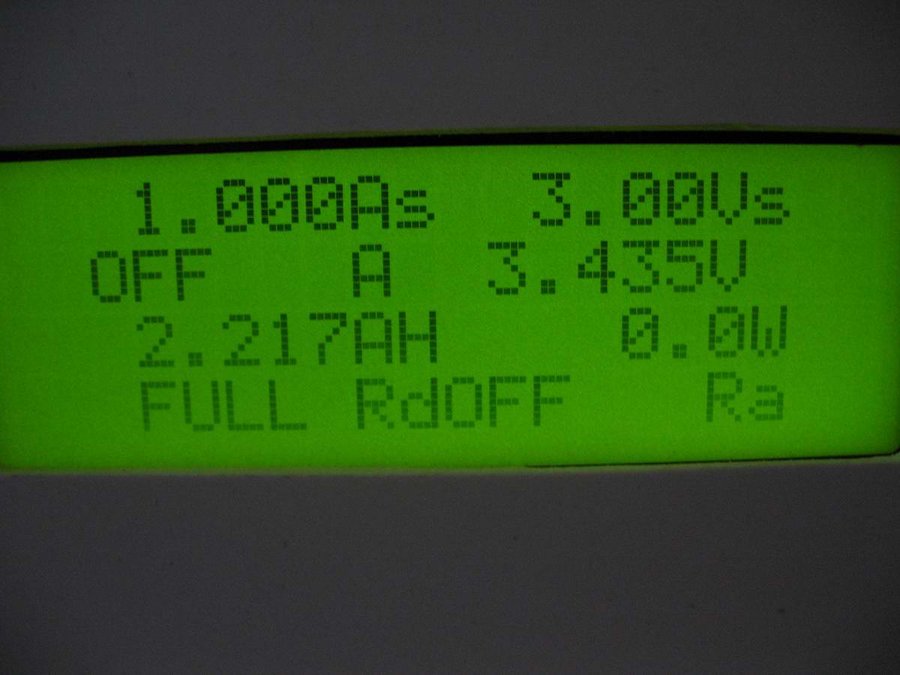 1.000As 3.00Vs
OFF A 3.435V
2.217AH 0.0W
FULL RdOFF Ra